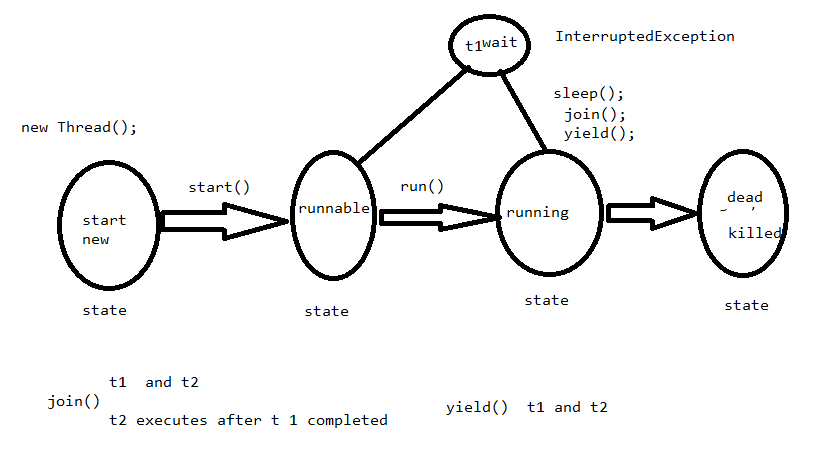 t1wait
InterruptedException
sleep();
join();
yield();
new Thread();
start()
run()
start
new
runnable
running
dead
killed
state
state
state
state
t1 and t2
join()
t2 executes after t 1 completed
yield() t1 and t2